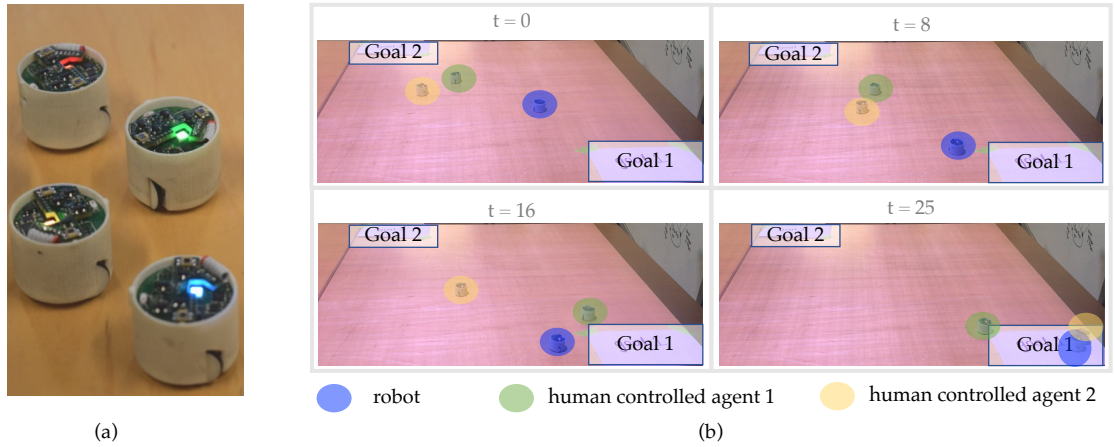 t = 0
t = 8
Goal 2
Goal 1
Goal 2
Goal 1
t = 16
t = 25
Goal 2
Goal 1
Goal 2
Goal 1
robot
human controlled agent 1
human controlled agent 2
(a)
(b)